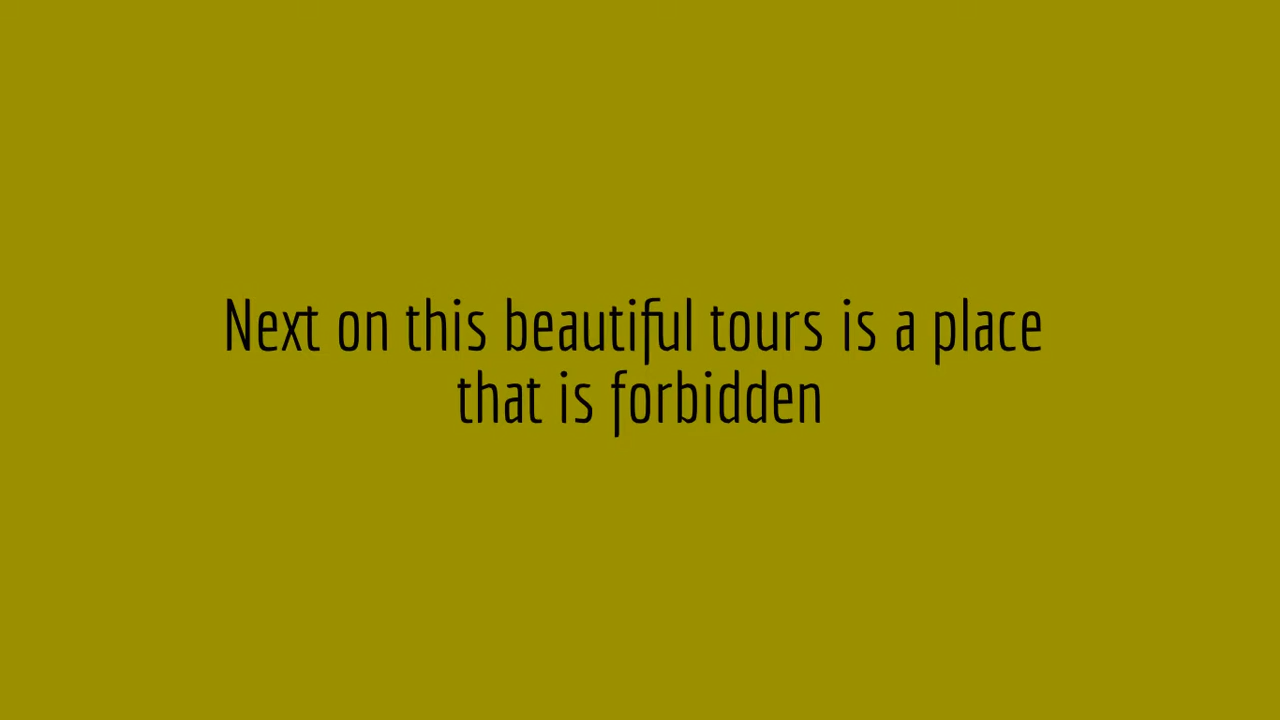 Next on this beautiful tours is a place
that is forbidden